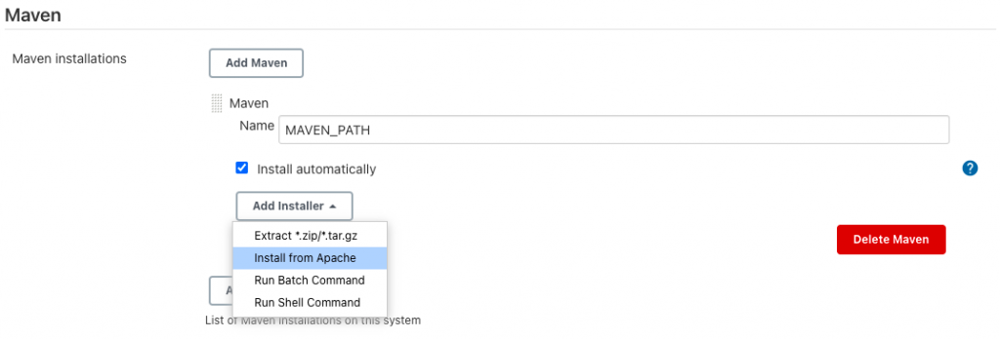 Maven
Maven installations
Add Maven
Maven
Name
MAVEN_PATH
Install automatically
?
Add Installer
Extract *.zip/*.tar.gz
Delete Maven
Install from Apache
Run Batch Command
A
Run Shell Command
List of Maven installations on this system